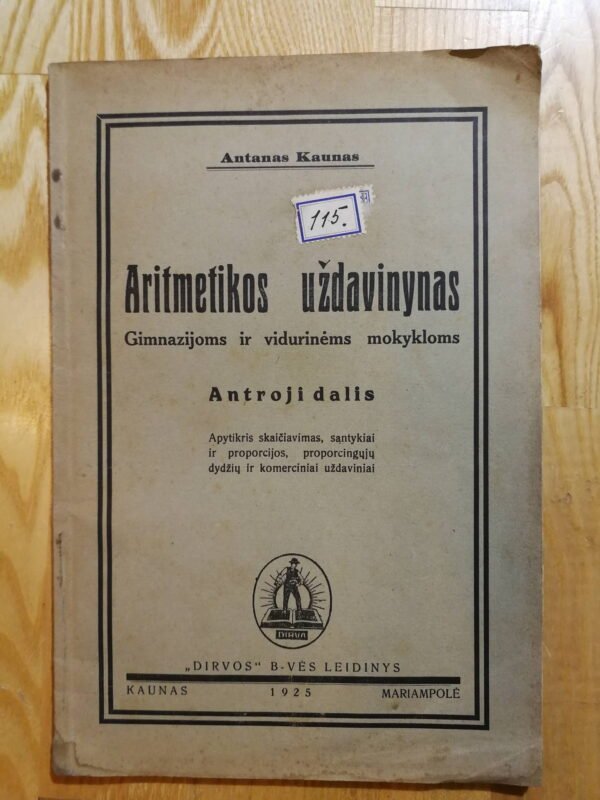 Antanas Kaunas
115.
Aritmetikos uždavinynas
Gimnazijoms ir vidurinėms mokykloms
Antroji dalis
Apytikris skaičiavimas, sąntykiai
ir proporcijos, proporcingųjų
dydžių ir komerciniai uždaviniai
DIRVA
„DIRVOS“ B-VĖS LEIDINYS
KAUNAS 1925 MARIAMPOLĖ